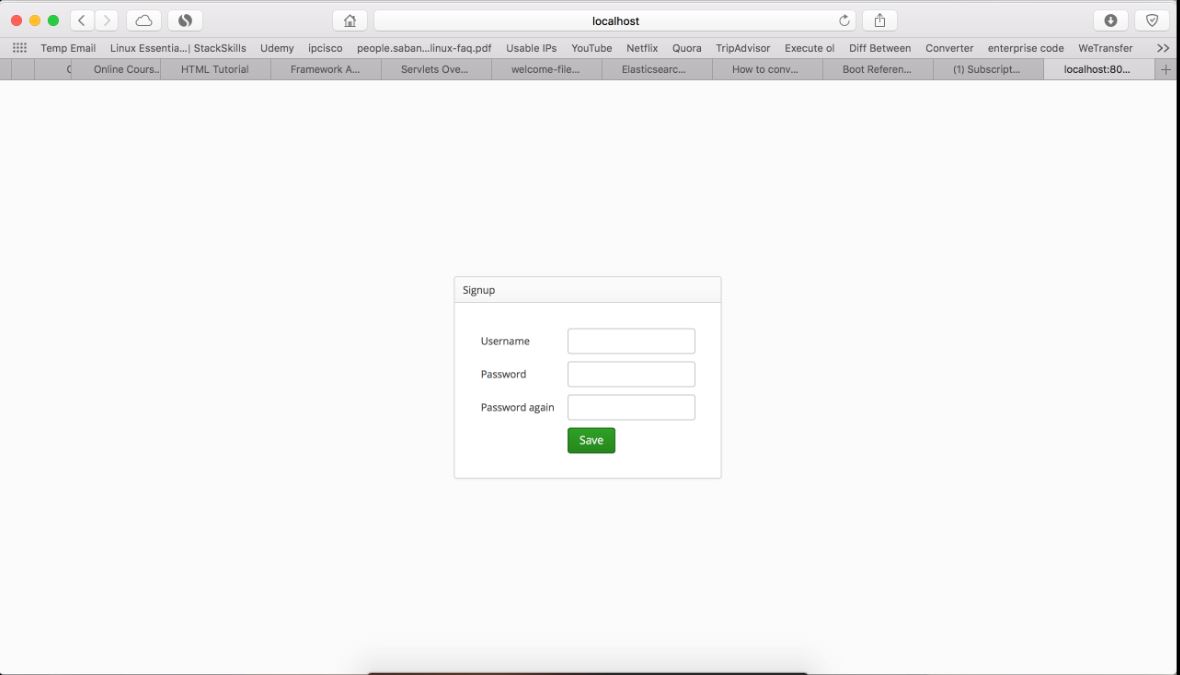 localhost
Temp Email Linux Essentia...| StackSkills Udemy ipcisco people.saban...linux-faq.pdf Usable IPs YouTube Netflix Quora TripAdvisor Execute ol Diff Between Converter enterprise code WeTransfer >>
Online Cours.. HTML Tutorial Framework A... Servlets Ove... welcome-file... Elasticsearc... How to conv... Boot Referen... (1) Subscript... localhost:80... +
Signup
Username
Password
Password again
Save